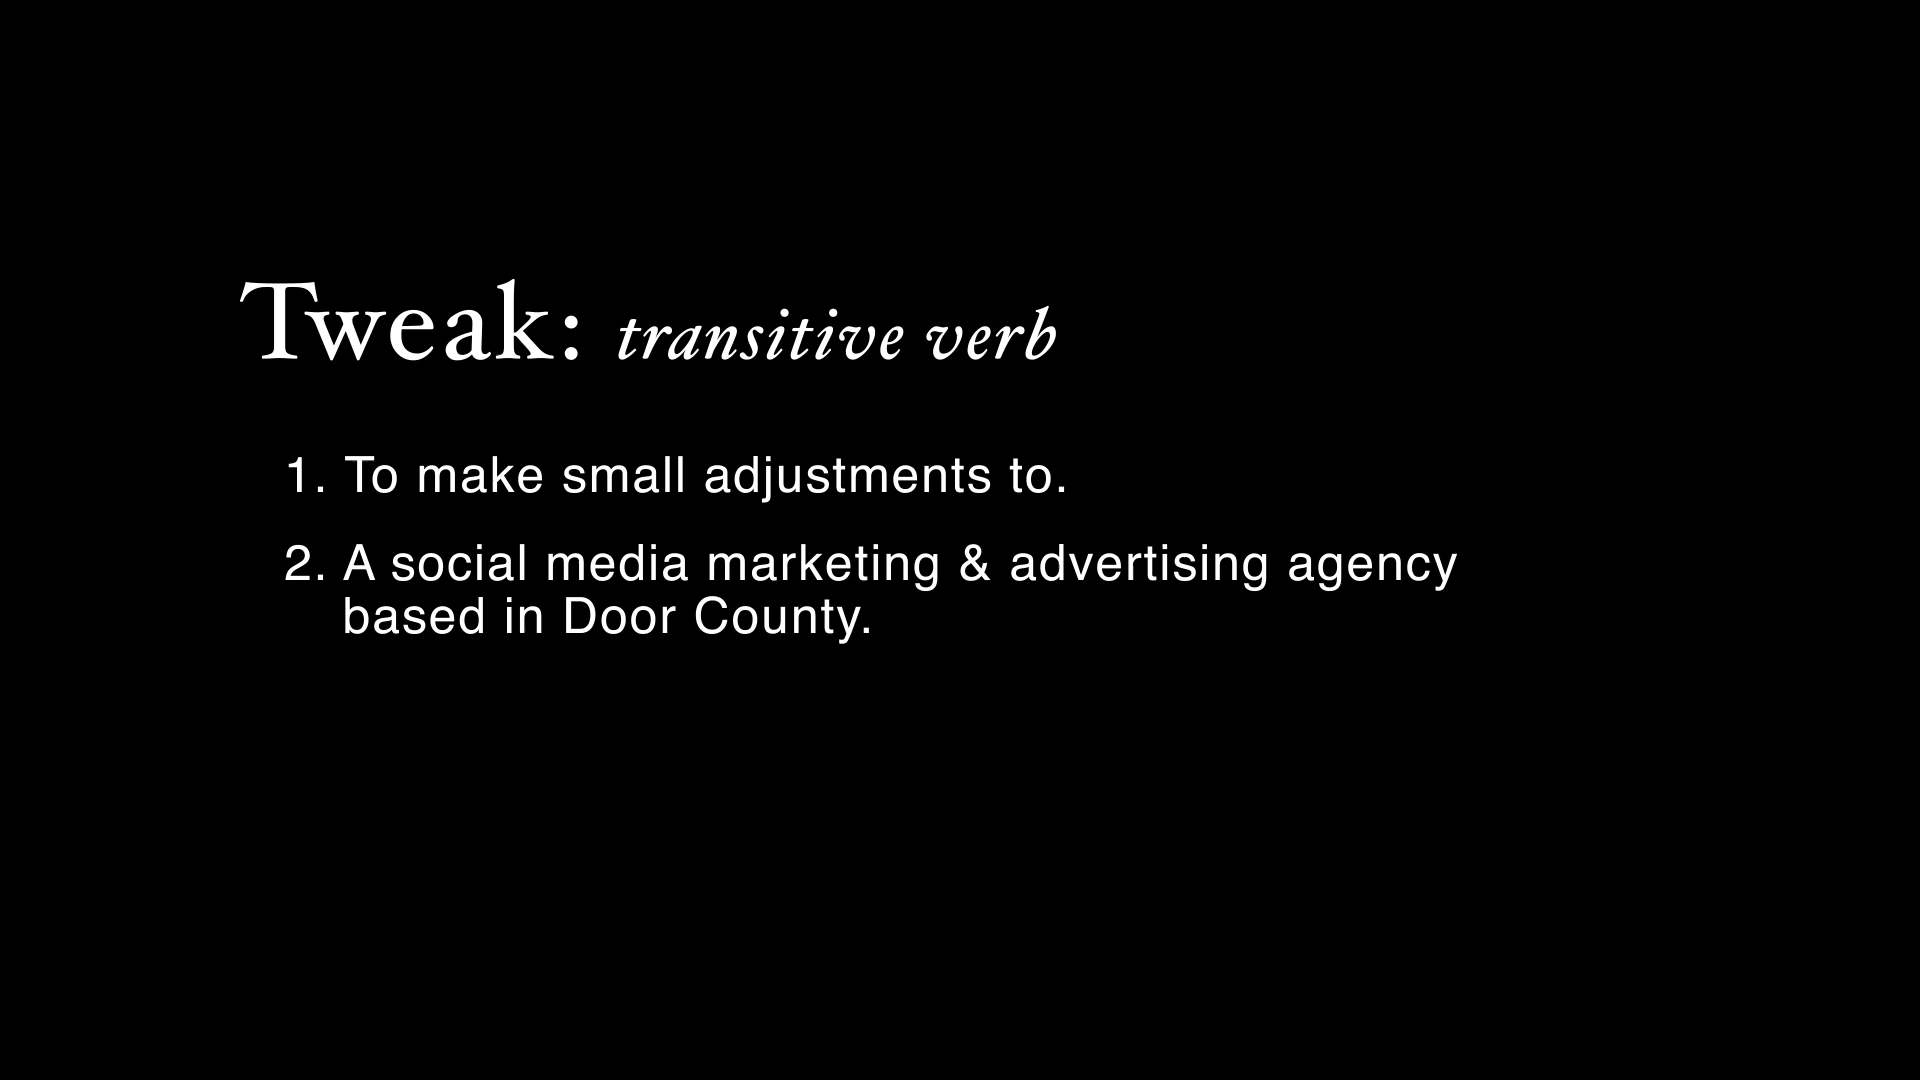 Tweak: transitive verb
1. To make small adjustments to.
2. A social media marketing & advertising agency
based in Door County.